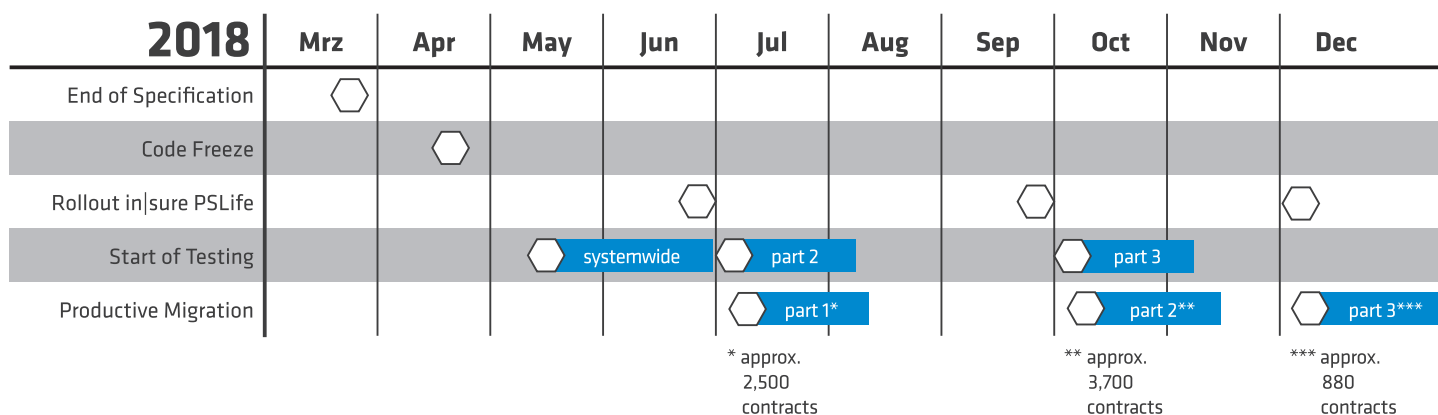 2018 Mrz Apr May Jun Jul Aug Sep Oct Nov Dec
End of Specification
Code Freeze
Rollout in|sure PSLife
Start of Testing systemwide part 2 part 3
Productive Migration part 1* part 2** part 3***
* approx. ** approx. *** approx.
2,500 3,700 880
contracts contracts contracts